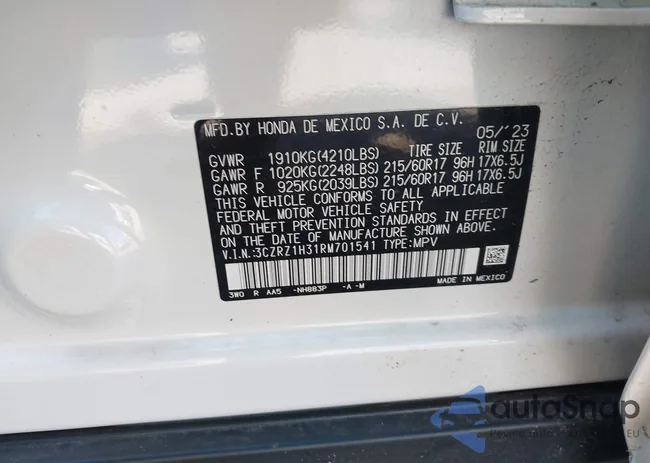 MFD.BY HONDA DE MEXICO S.A. DE C.V. 05/'23
GVWR 1910KG(4210LBS) TIRE SIZE RIM SIZE
GAWR F 1020KG(2248LBS) 215/60R17 96H 17X6.5J
GAWR R 925KG(2039LBS) 215/60R17 96H 17X6.5J
THIS VEHICLE CONFORMS TO ALL APPLICABLE
FEDERAL MOTOR VEHICLE SAFETY
AND THEFT PREVENTION STANDARDS IN EFFECT
ON THE DATE OF MANUFACTURE SHOWN ABOVE.
V.I.N.:3CZRZ1H31RM701541 TYPE:MPV
3W0 R AA5 -NH883P -A-M MADE IN MEXICO
autoSnap
EU